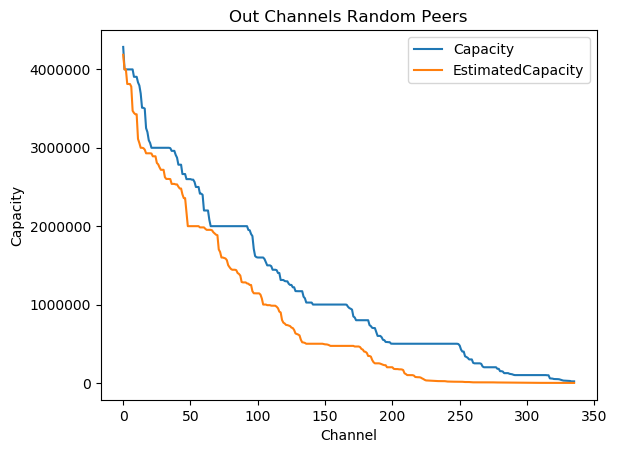 Out Channels Random Peers
Capacity
EstimatedCapacity
Capacity
4000000
3000000
2000000
1000000
0
0 50 100 150 200 250 300 350
Channel